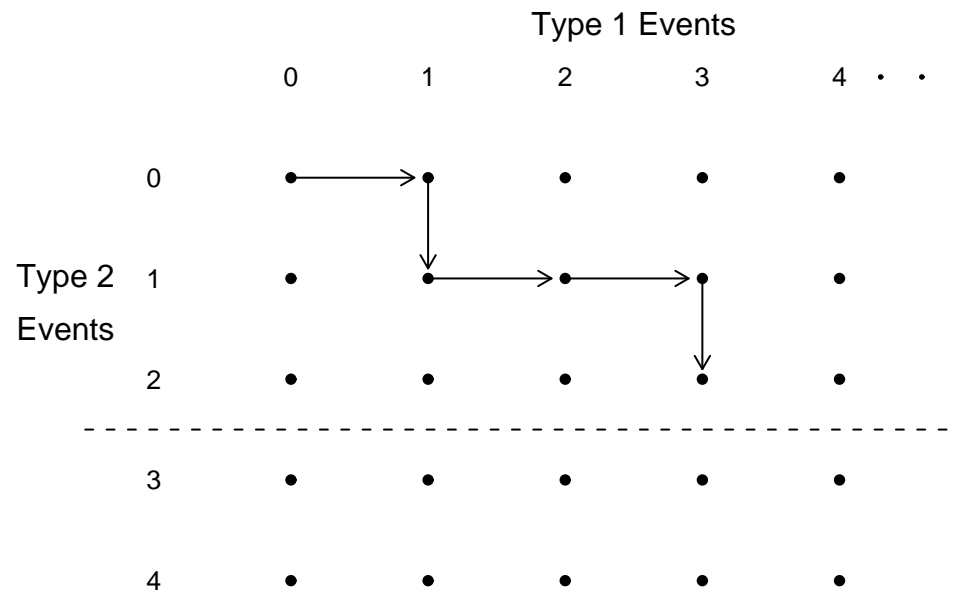 Type 1 Events
0 1 2 3 4 · ·
0
Type 2 1
Events
2
3
4